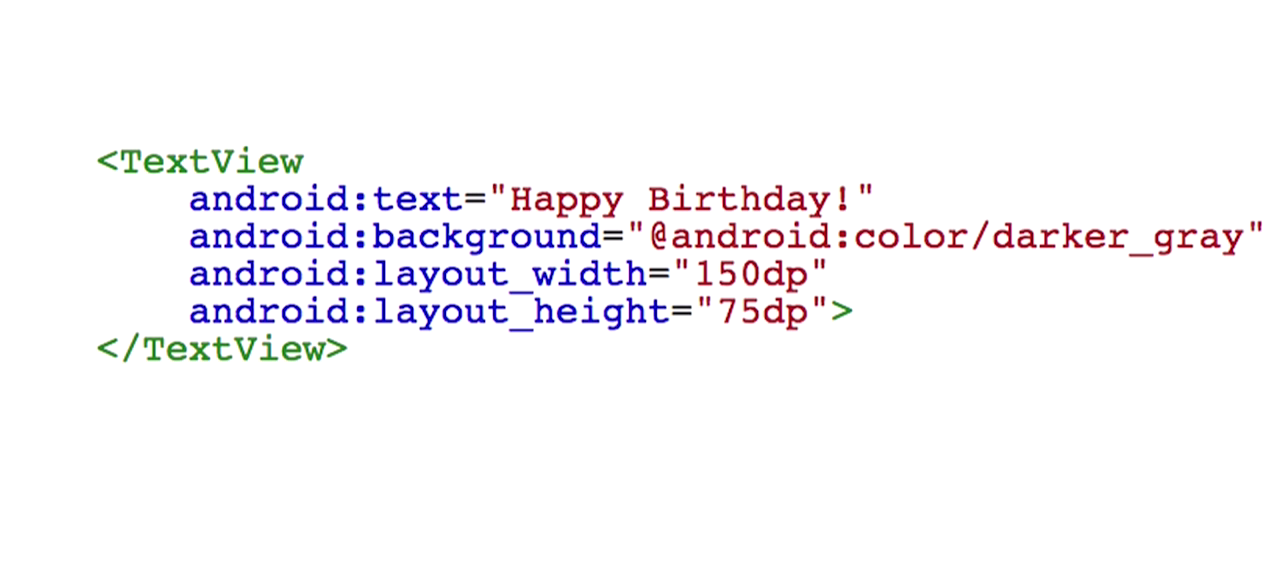 <TextView
    android:text="Happy Birthday!"
    android:background="@android:color/darker_gray"
    android:layout_width="150dp"
    android:layout_height="75dp">
</TextView>